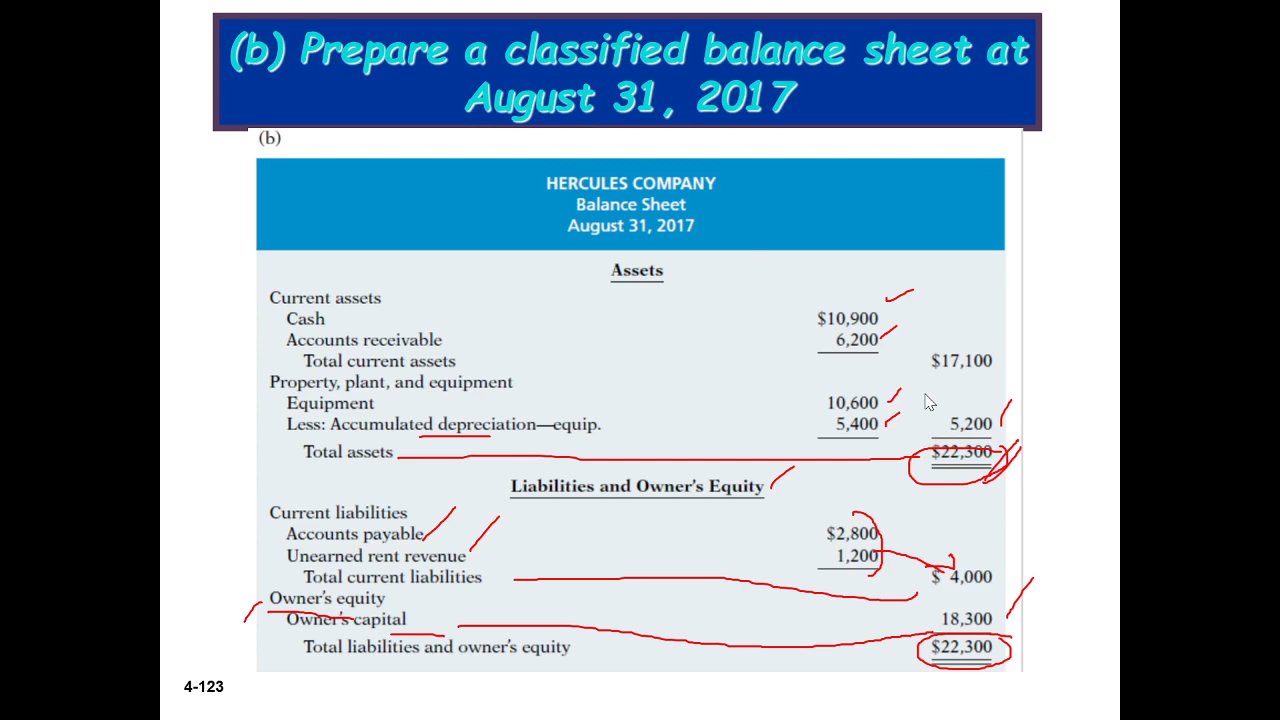 (b) Prepare a classified balance sheet at
August 31, 2017
(b)
HERCULES COMPANY
Balance Sheet
August 31, 2017
Assets
Current assets
Cash $10,900
Accounts receivable 6,200
Total current assets $17,100
Property, plant, and equipment
Equipment 10,600
Less: Accumulated depreciation—equip. 5,400 5,200
Total assets $22,300
Liabilities and Owner's Equity
Current liabilities
Accounts payable $2,800
Unearned rent revenue 1,200
Total current liabilities $ 4,000
Owner's equity
Owner's capital 18,300
Total liabilities and owner's equity $22,300
4-123